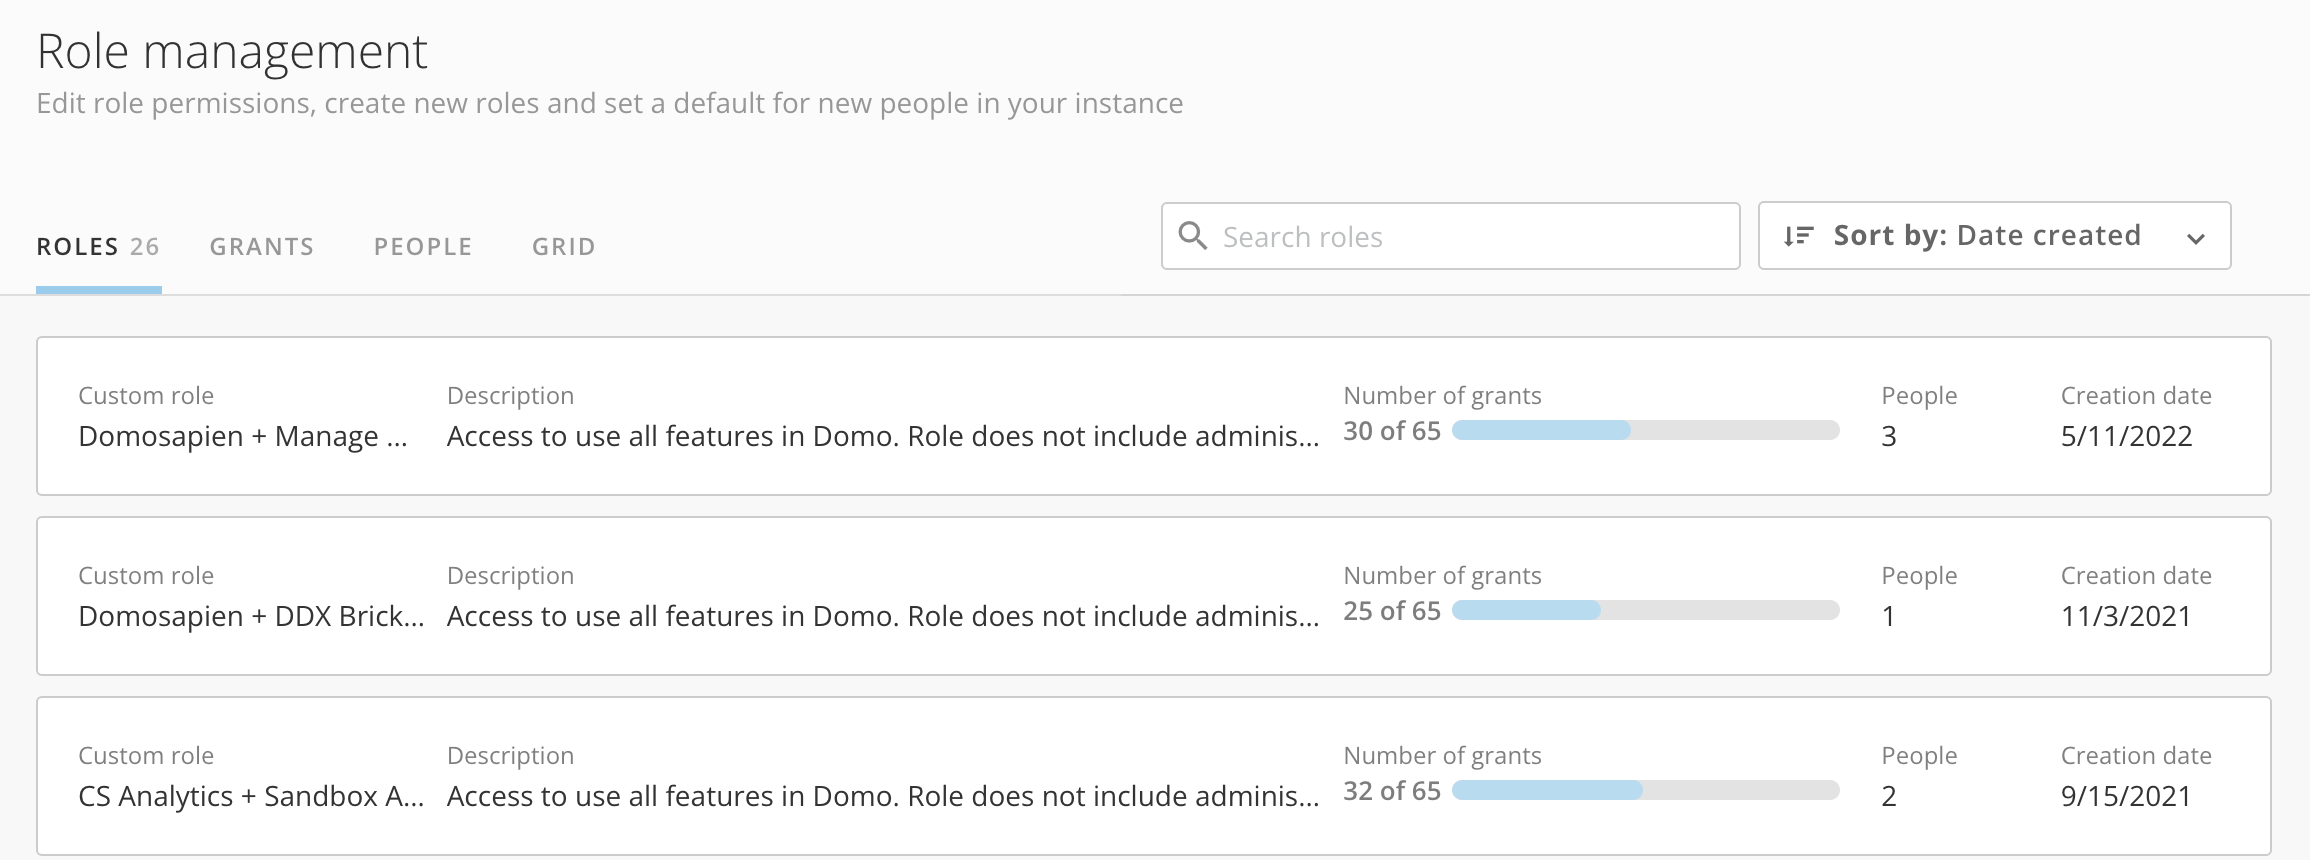 Role management
Edit role permissions, create new roles and set a default for new people in your instance
ROLES 26 GRANTS PEOPLE GRID Search roles Sort by: Date created
Custom role Description Number of grants People Creation date
Domosapien + Manage ... Access to use all features in Domo. Role does not include adminis... 30 of 65 3 5/11/2022
Custom role Description Number of grants People Creation date
Domosapien + DDX Brick... Access to use all features in Domo. Role does not include adminis... 25 of 65 1 11/3/2021
Custom role Description Number of grants People Creation date
CS Analytics + Sandbox A... Access to use all features in Domo. Role does not include adminis... 32 of 65 2 9/15/2021